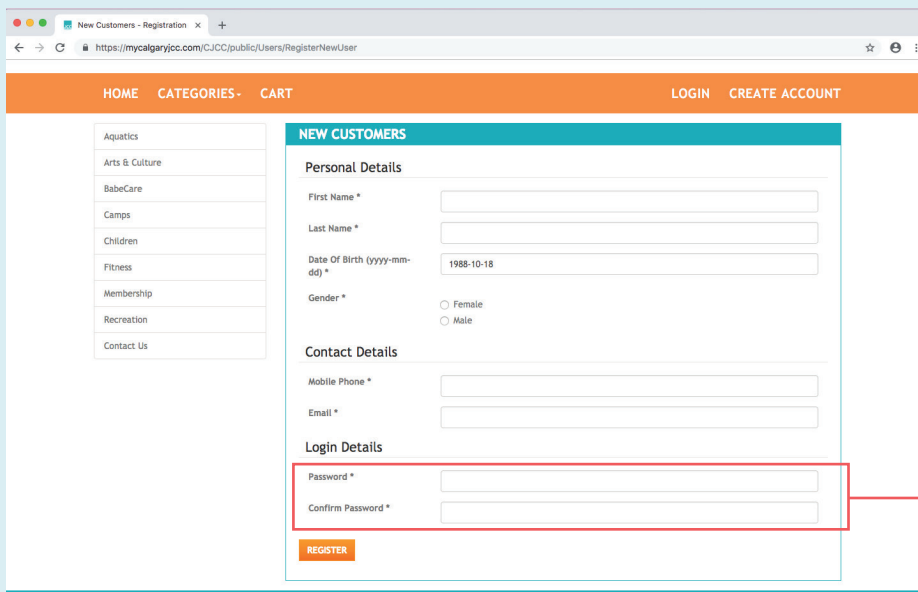 New Customers - Registration
https://mycalgaryjcc.com/CJCC/public/Users/RegisterNewUser
HOME CATEGORIES CART LOGIN CREATE ACCOUNT
Aquatics
Arts & Culture
BabeCare
Camps
Children
Fitness
Membership
Recreation
Contact Us
NEW CUSTOMERS
Personal Details
First Name *
Last Name *
Date Of Birth (yyyy-mm-
dd) *
1988-10-18
Gender *
Female
Male
Contact Details
Mobile Phone *
Email *
Login Details
Password *
Confirm Password *
REGISTER